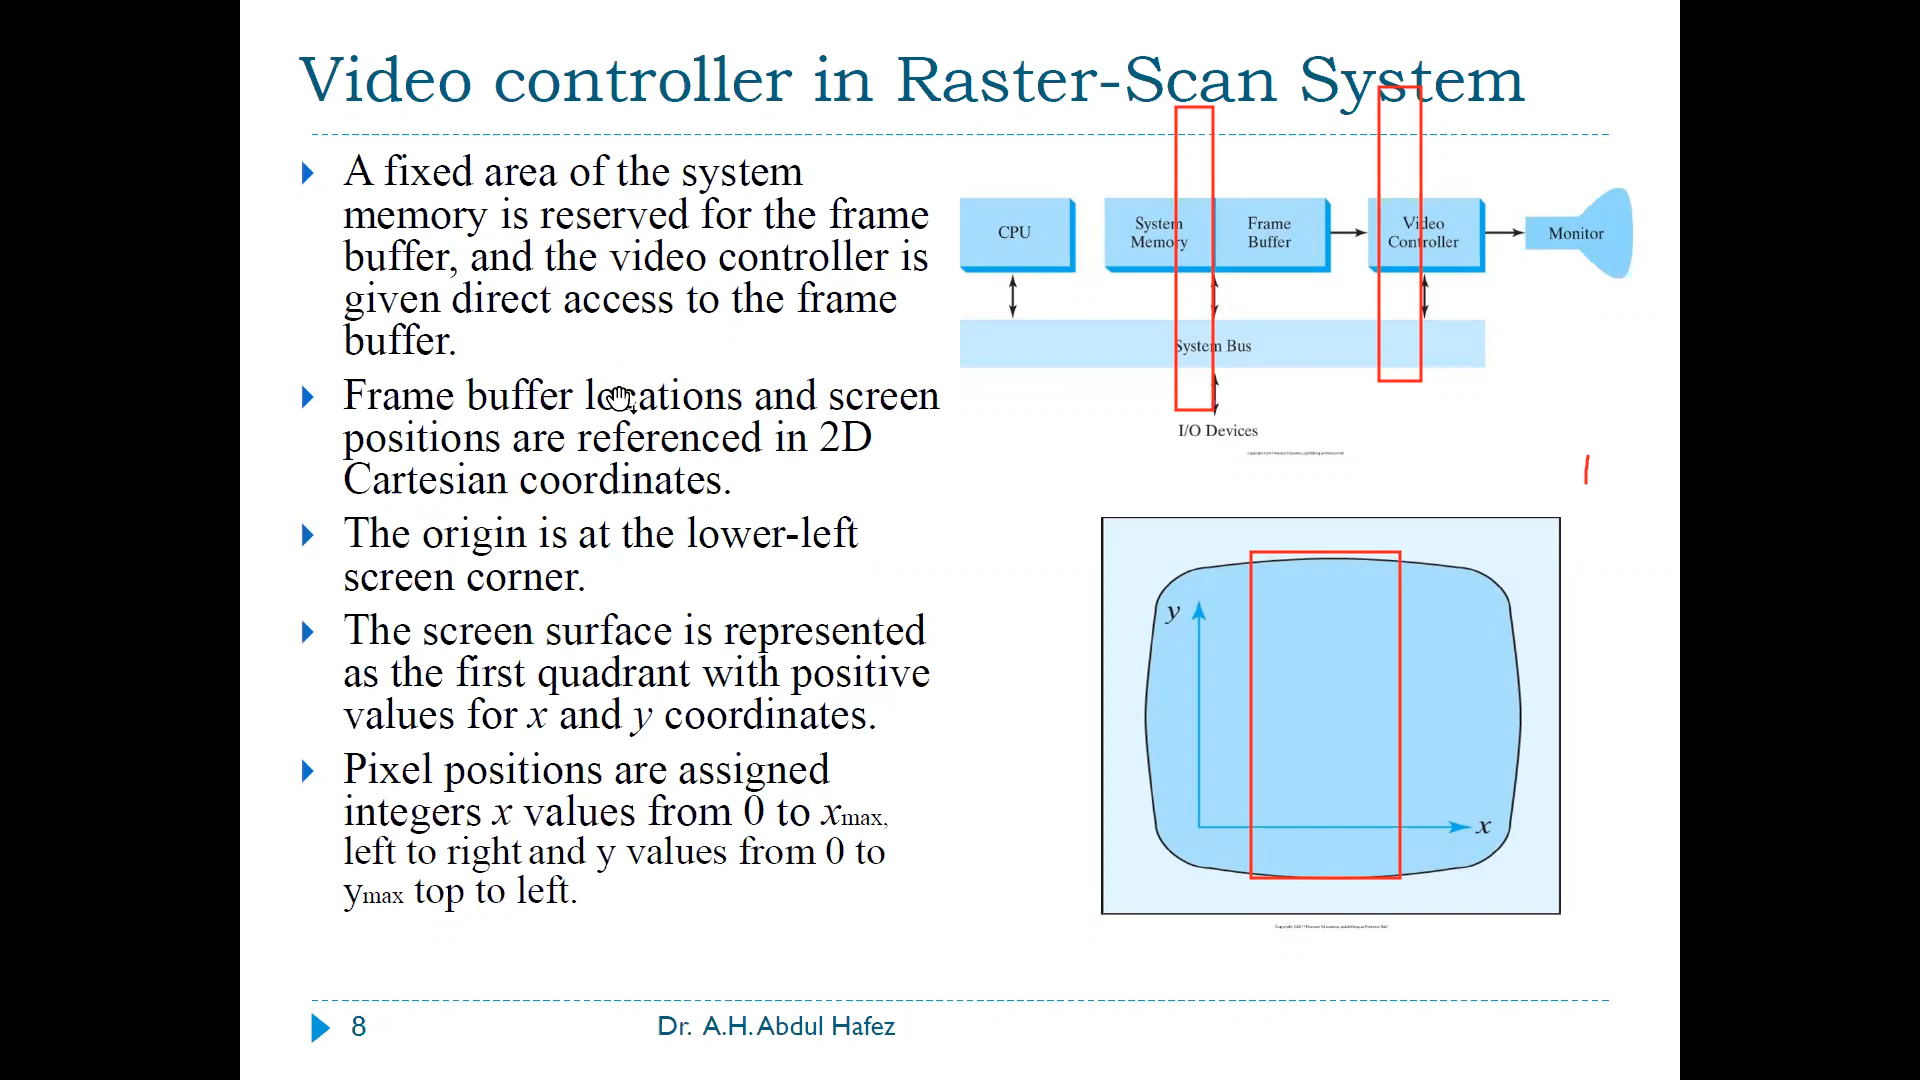 Video controller in Raster-Scan System
A fixed area of the system
memory is reserved for the frame
buffer, and the video controller is
given direct access to the frame
buffer.
Frame buffer locations and screen
positions are referenced in 2D
Cartesian coordinates.
The origin is at the lower-left
screen corner.
The screen surface is represented
as the first quadrant with positive
values for x and y coordinates.
Pixel positions are assigned
integers x values from 0 to xmax,
left to right and y values from 0 to
ymax top to left.
CPU
System
Memory
Frame
Buffer
Video
Controller
Monitor
System Bus
I/O Devices
y
x
8
Dr. A.H. Abdul Hafez